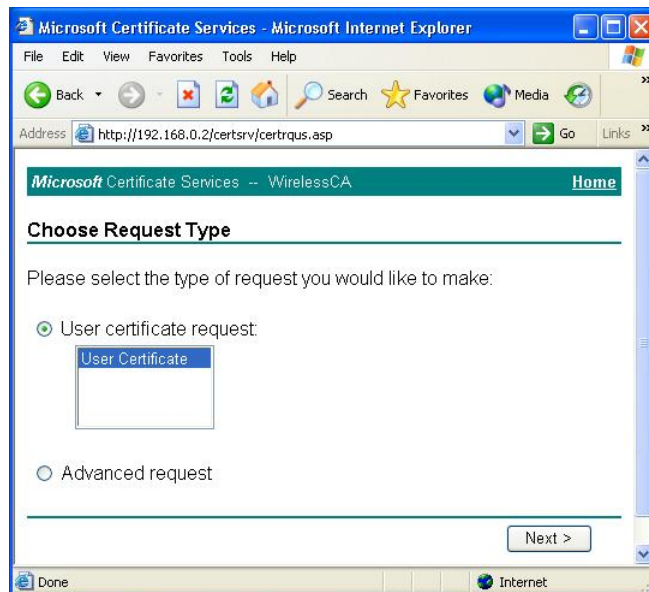 Microsoft Certificate Services - Microsoft Internet Explorer
File Edit View Favorites Tools Help
Back Search Favorites Media »
Address http://192.168.0.2/certsrv/certrqus.asp Go Links »
Microsoft Certificate Services -- WirelessCA Home
Choose Request Type
Please select the type of request you would like to make:
User certificate request:
User Certificate
Advanced request
Next >
Done Internet